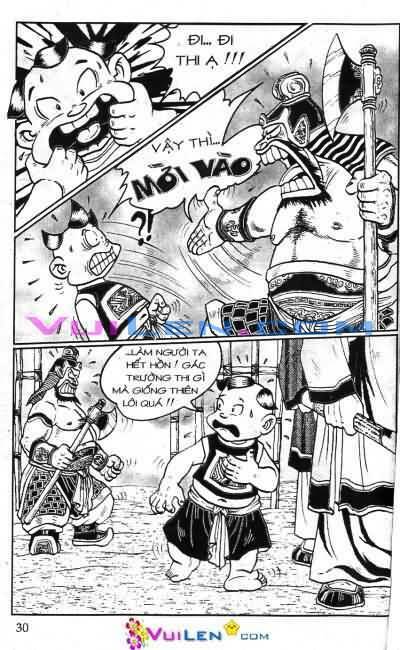 ĐI... ĐI
THI Ạ !!!
VẬY THÌ...
MỜI VÀO
?!
...LÀM NGƯỜI TA
HẾT HỒN ! GÁC
TRƯỜNG THI GÌ
MÀ GIỐNG THIÊN
LÔI QUÁ !!
VUILEN.COM
30
VUILEN COM